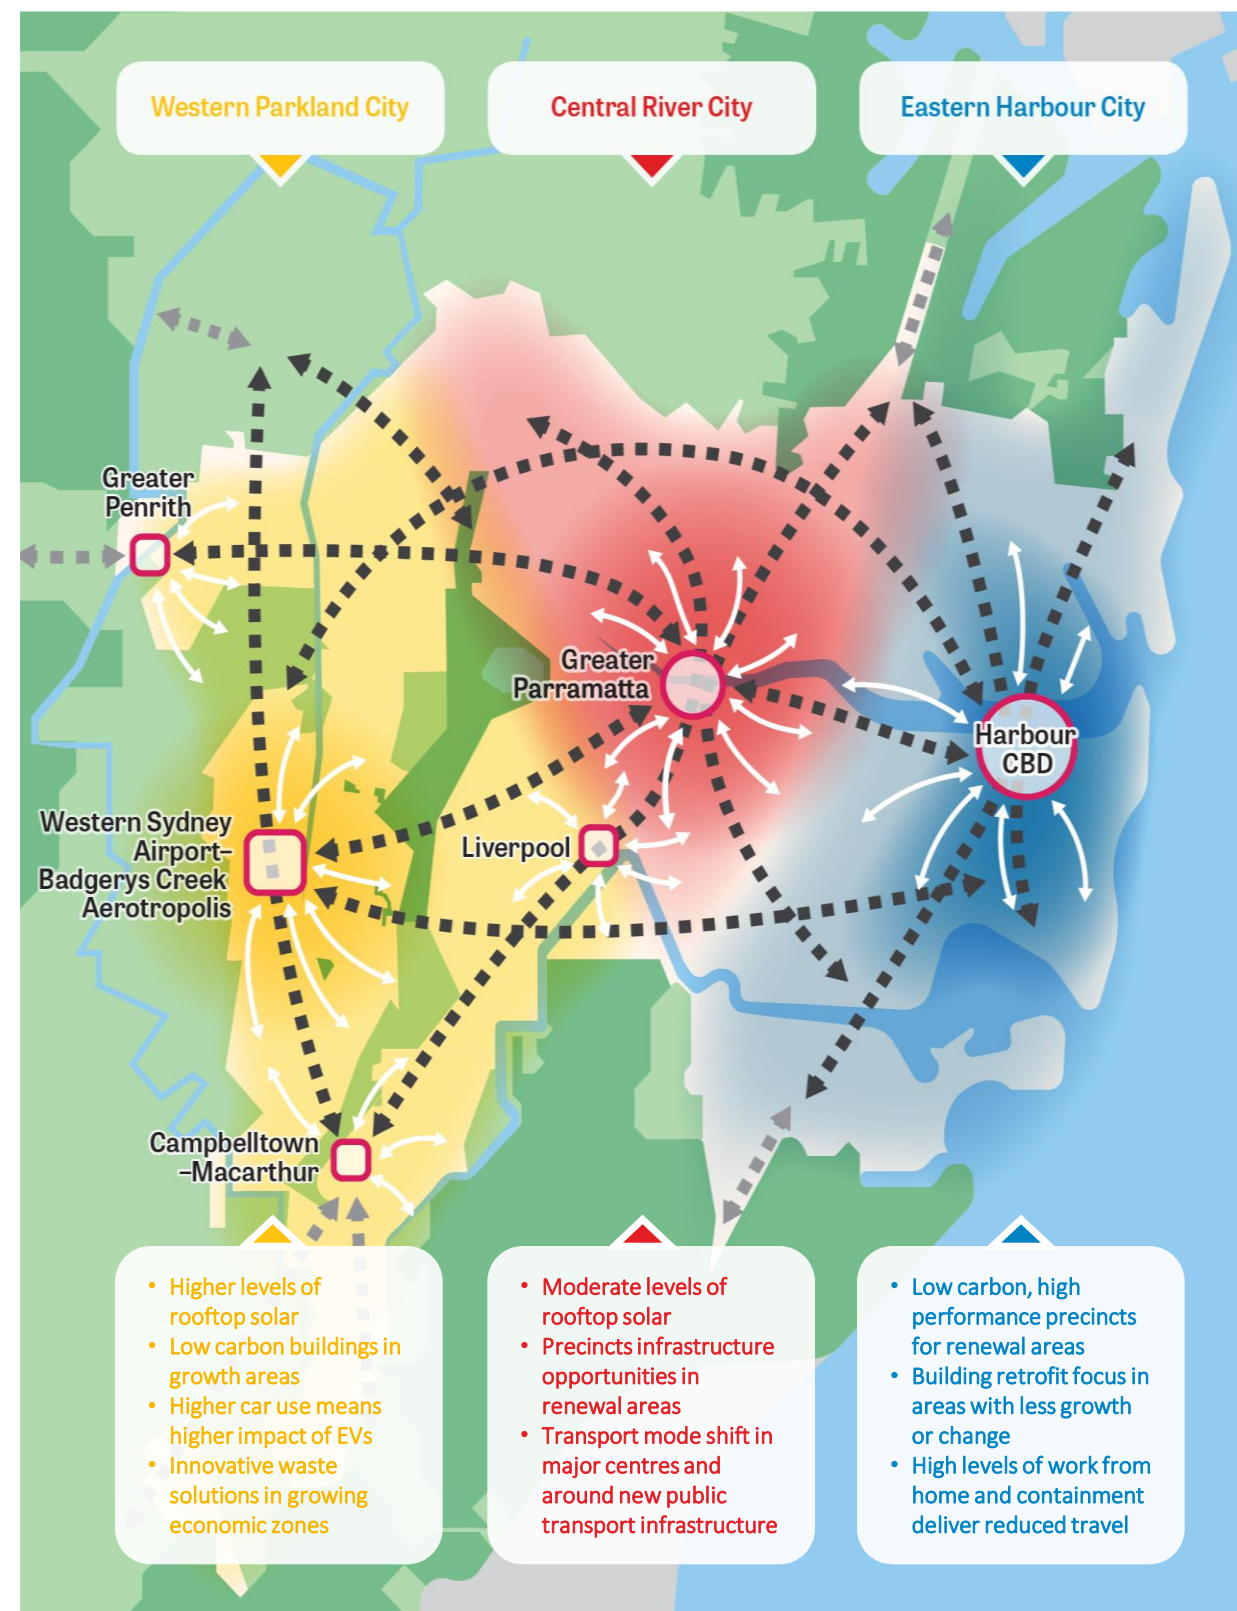 Western Parkland City
Central River City
Eastern Harbour City
Greater
Penrith
Greater
Parramatta
Harbour
CBD
Western Sydney
Airport–
Badgerys Creek
Aerotropolis
Liverpool
Campbelltown
–Macarthur
• Higher levels of
rooftop solar
• Low carbon buildings in
growth areas
• Higher car use means
higher impact of EVs
• Innovative waste
solutions in growing
economic zones
• Moderate levels of
rooftop solar
• Precincts infrastructure
opportunities in
renewal areas
• Transport mode shift in
major centres and
around new public
transport infrastructure
• Low carbon, high
performance precincts
for renewal areas
• Building retrofit focus in
areas with less growth
or change
• High levels of work from
home and containment
deliver reduced travel